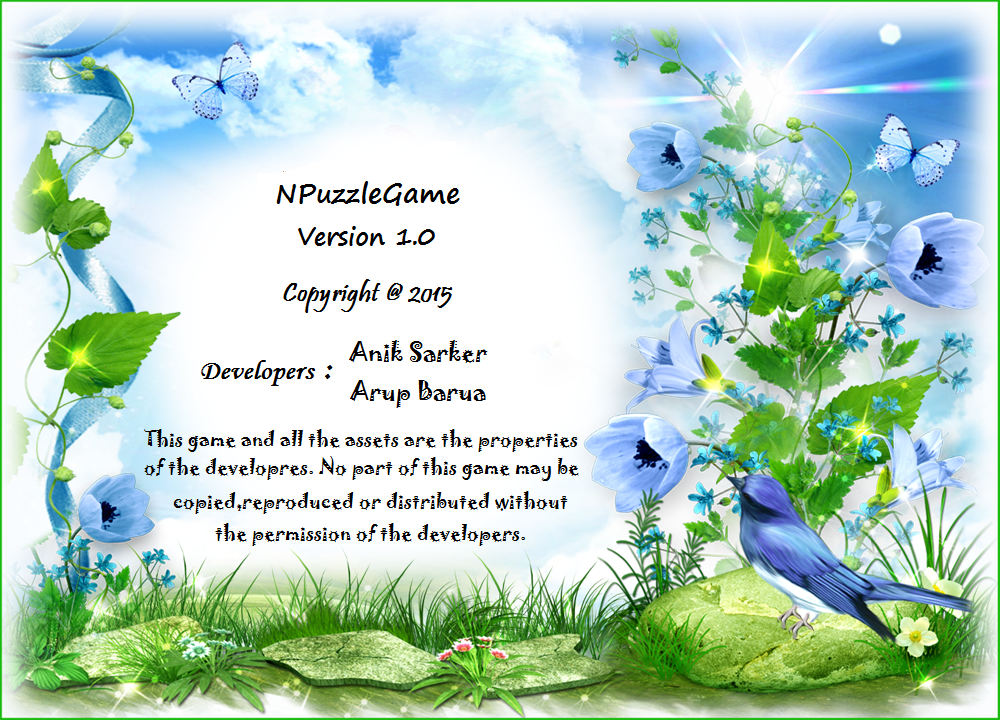 NPuzzleGame
Version 1.0
Copyright @ 2015
Developers : Anik Sarker
Arup Barua
This game and all the assets are the properties
of the developres. No part of this game may be
copied,reproduced or distributed without
the permission of the developers.